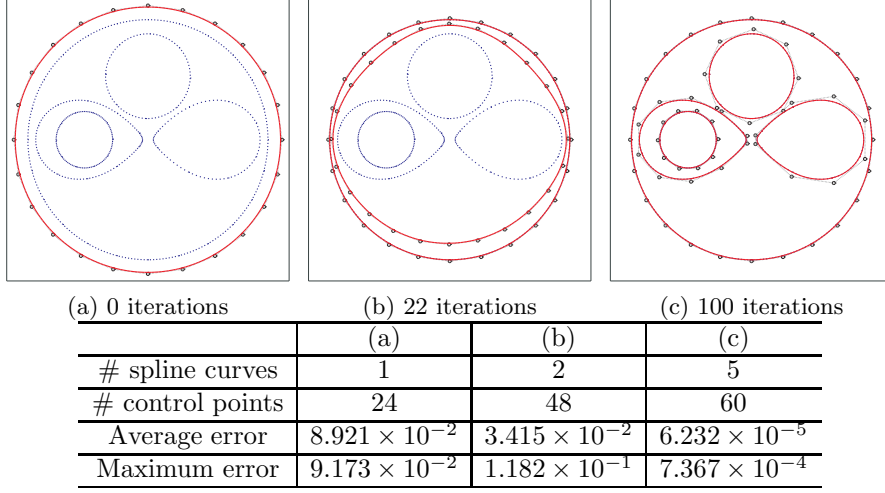 (a) 0 iterations (b) 22 iterations (c) 100 iterations
(a) (b) (c)
# spline curves 1 2 5
# control points 24 48 60
Average error 8.921 × 10⁻² 3.415 × 10⁻² 6.232 × 10⁻⁵
Maximum error 9.173 × 10⁻² 1.182 × 10⁻¹ 7.367 × 10⁻⁴